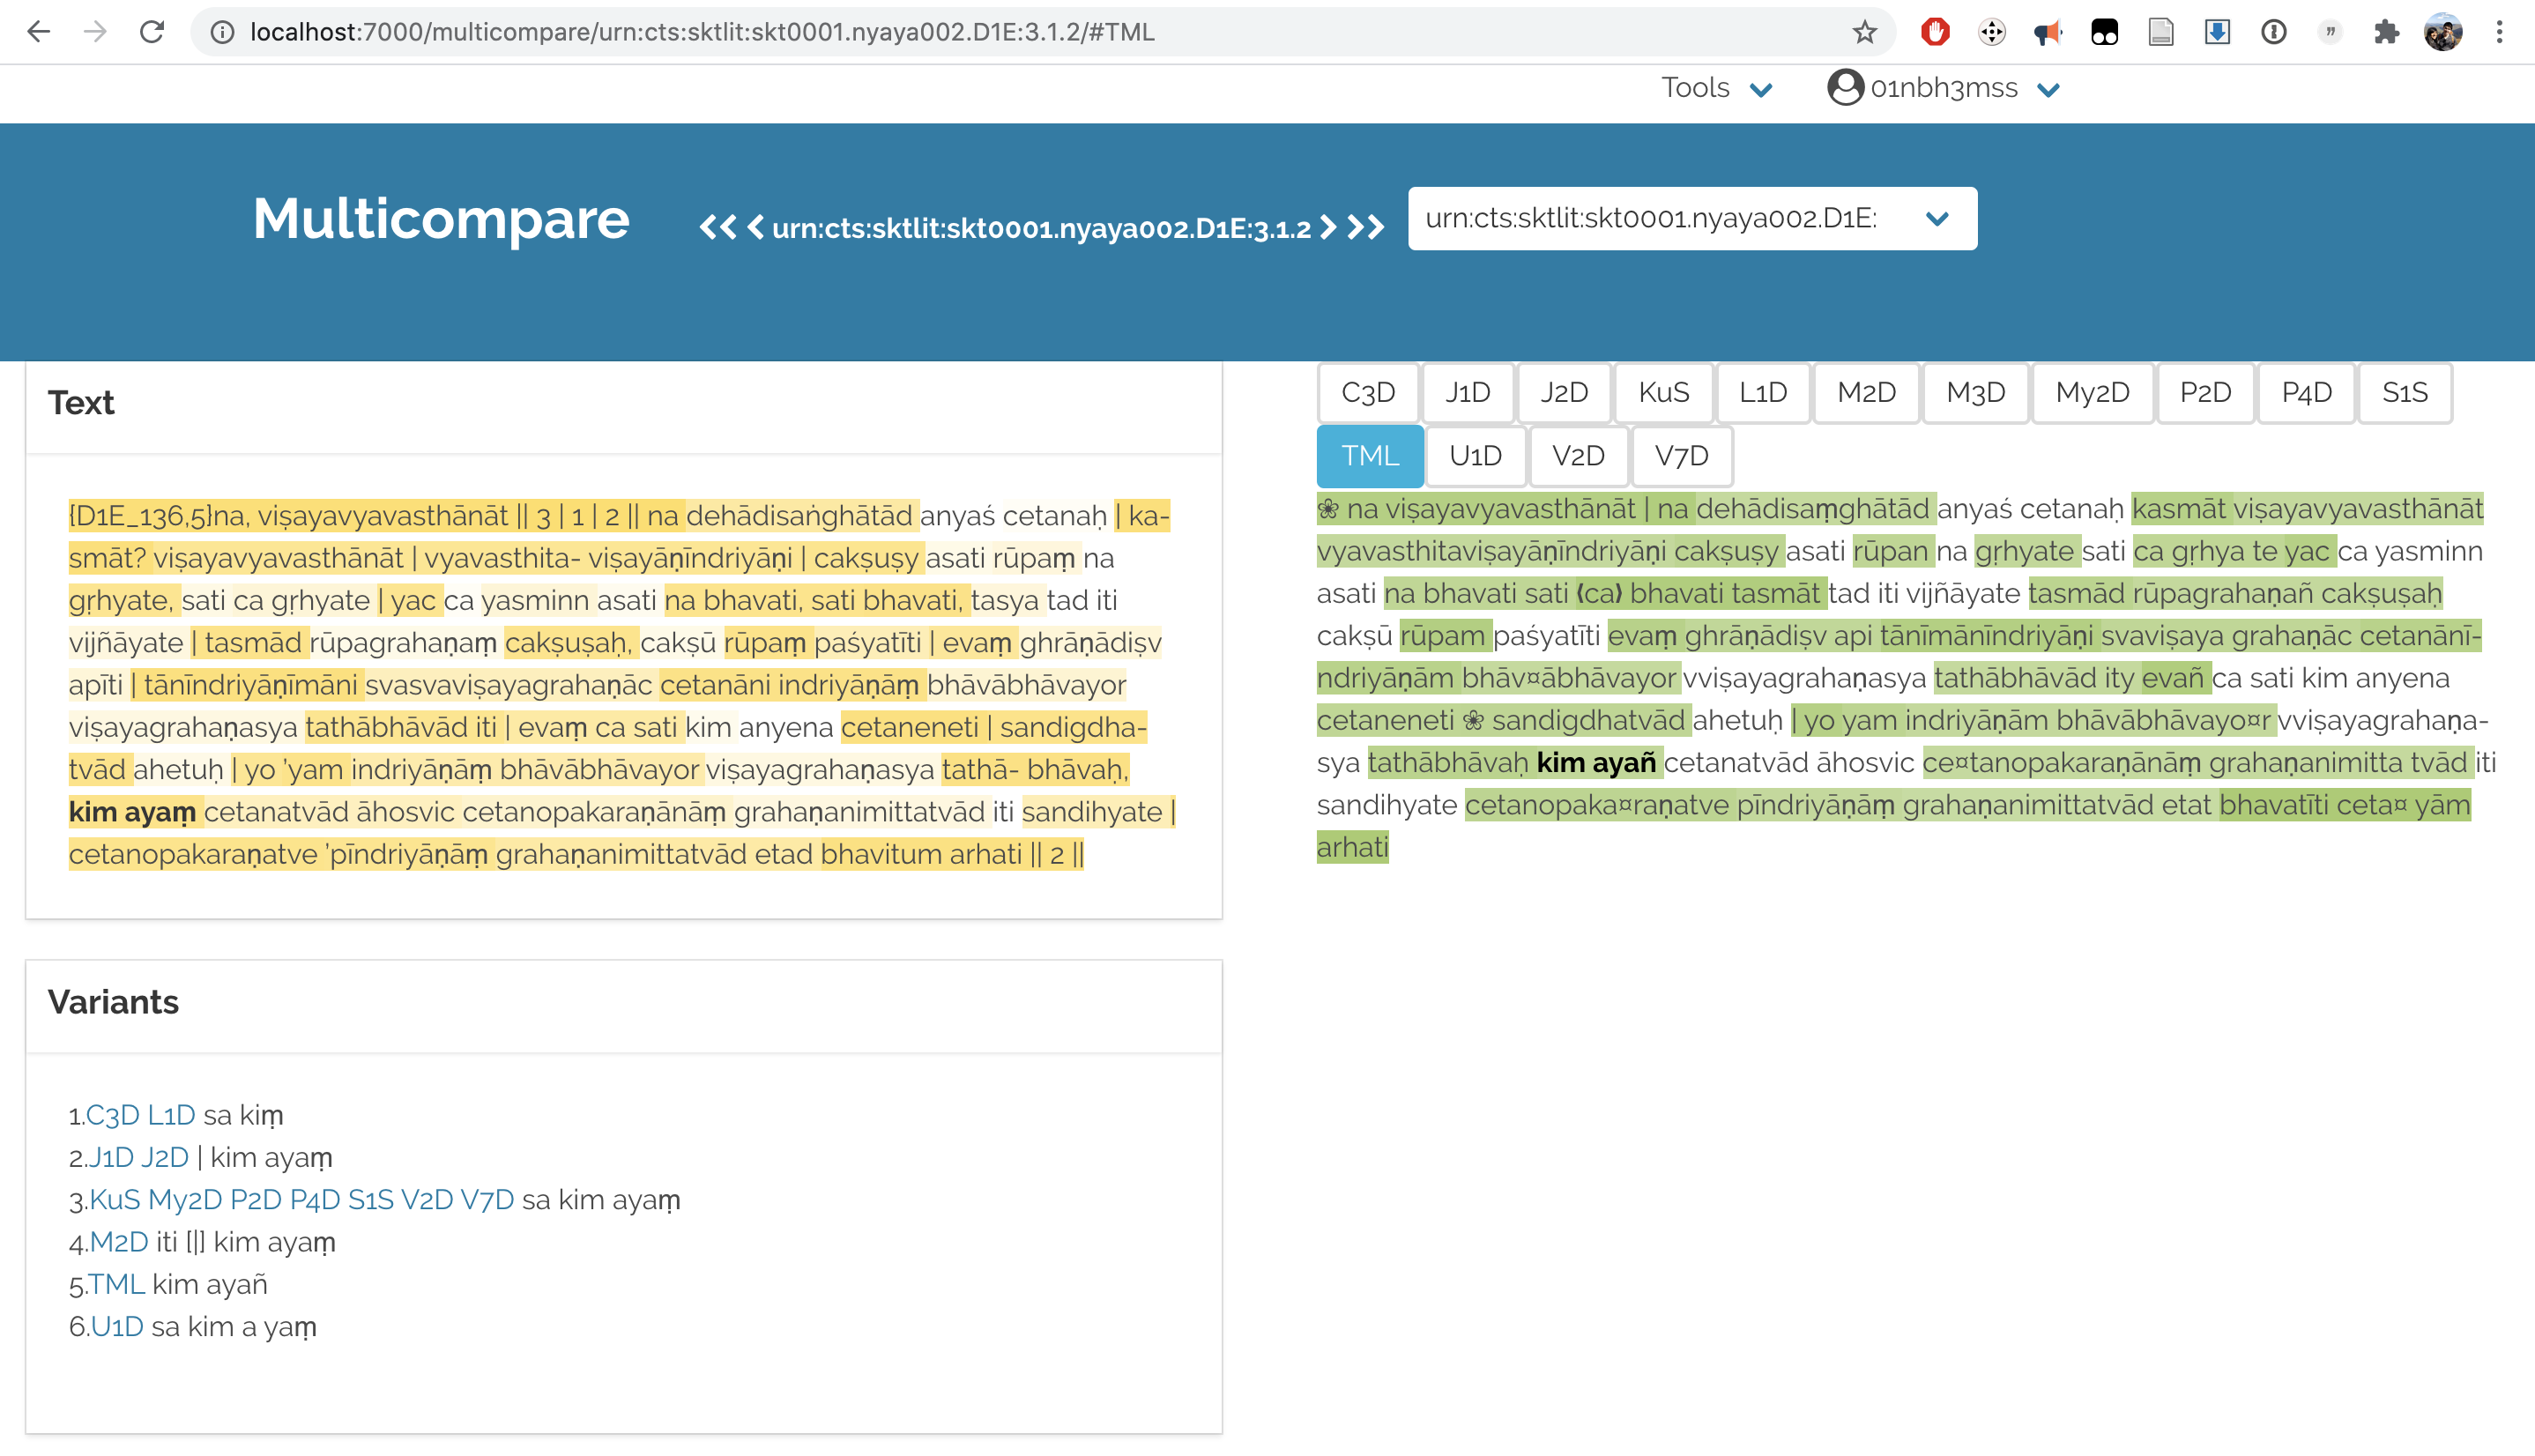 localhost:7000/multicompare/urn:cts:sktlit:skt0001.nyaya002.D1E:3.1.2/#TML
Tools 01nbh3mss
Multicompare << < urn:cts:sktlit:skt0001.nyaya002.D1E:3.1.2 > >> urn:cts:sktlit:skt0001.nyaya002.D1E:
Text
{D1E_136,5}na, viṣayavyavasthānāt || 3 | 1 | 2 || na dehādisaṅghātād anyaś cetanaḥ | ka-
smāt? viṣayavyavasthānāt | vyavasthita- viṣayāṇīndriyāṇi | cakṣuṣy asati rūpaṃ na
gṛhyate, sati ca gṛhyate | yac ca yasminn asati na bhavati, sati bhavati, tasya tad iti
vijñāyate | tasmād rūpagrahaṇaṃ cakṣuṣaḥ, cakṣū rūpaṃ paśyatīti | evaṃ ghrāṇādiṣv
apīti | tānīndriyāṇīmāni svasvaviṣayagrahaṇāc cetanāni indriyāṇāṃ bhāvābhāvayor
viṣayagrahaṇasya tathābhāvād iti | evaṃ ca sati kim anyena cetaneneti | sandigdha-
tvād ahetuḥ | yo ’yam indriyāṇāṃ bhāvābhāvayor viṣayagrahaṇasya tathā- bhāvaḥ,
kim ayaṃ cetanatvād āhosvic cetanopakaraṇānāṃ grahaṇanimittatvād iti sandihyate |
cetanopakaraṇatve ’pīndriyāṇāṃ grahaṇanimittatvād etad bhavitum arhati || 2 ||
Variants
1.C3D L1D sa kiṃ
2.J1D J2D | kim ayaṃ
3.KuS My2D P2D P4D S1S V2D V7D sa kim ayaṃ
4.M2D iti [|] kim ayaṃ
5.TML kim ayañ
6.U1D sa kim a yaṃ
C3D J1D J2D KuS L1D M2D M3D My2D P2D P4D S1S
TML U1D V2D V7D
❀ na viṣayavyavasthānāt | na dehādisaṃghātād anyaś cetanaḥ kasmāt viṣayavyavasthānāt
vyavasthitaviṣayāṇīndriyāṇi cakṣuṣy asati rūpan na gṛhyate sati ca gṛhya te yac ca yasminn
asati na bhavati sati ⟨ca⟩ bhavati tasmāt tad iti vijñāyate tasmād rūpagrahaṇañ cakṣuṣaḥ
cakṣū rūpam paśyatīti evaṃ ghrāṇādiṣv api tānīmānīndriyāṇi svaviṣaya grahaṇāc cetanānī-
ndriyāṇām bhāv¤ābhāvayor vviṣayagrahaṇasya tathābhāvād ity evañ ca sati kim anyena
cetaneneti ❀ sandigdhatvād ahetuḥ | yo yam indriyāṇām bhāvābhāvayo¤r vviṣayagrahaṇa-
sya tathābhāvaḥ kim ayañ cetanatvād āhosvic ce¤tanopakaraṇānāṃ grahaṇanimitta tvād iti
sandihyate cetanopaka¤raṇatve pīndriyāṇāṃ grahaṇanimittatvād etat bhavatīti ceta¤ yām
arhati